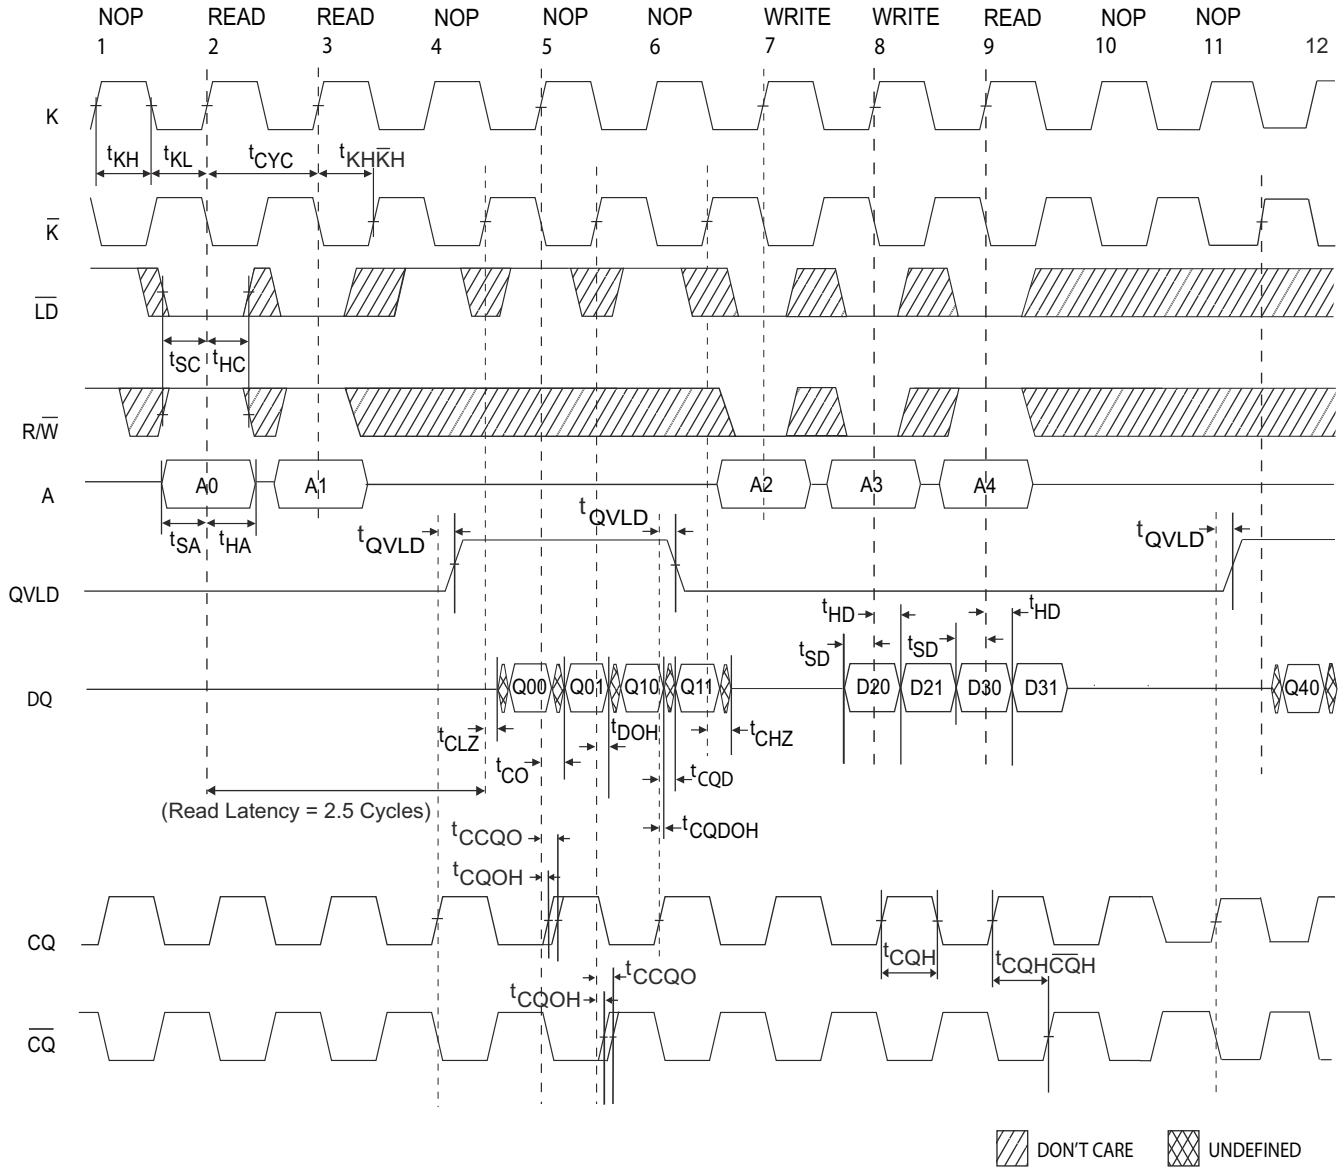 NOP READ READ NOP NOP NOP WRITE WRITE READ NOP NOP
1 2 3 4 5 6 7 8 9 10 11 12
K
tKH tKL tCYC tKHK̅H
K̅
L̅D̅
tSC tHC
R/W̅
A A0 A1 A2 A3 A4
tSA tHA tQVLD tQVLD tQVLD
QVLD
tHD tHD
tSD tSD
DQ Q00 Q01 Q10 Q11 D20 D21 D30 D31 Q40
tCLZ tDOH tCHZ
tCO tCQD
(Read Latency = 2.5 Cycles)
tCQDOH
tCCQO
tCQOH
CQ
tCQH tCQHC̅Q̅H
tCCQO
tCQOH
C̅Q̅
DON'T CARE UNDEFINED